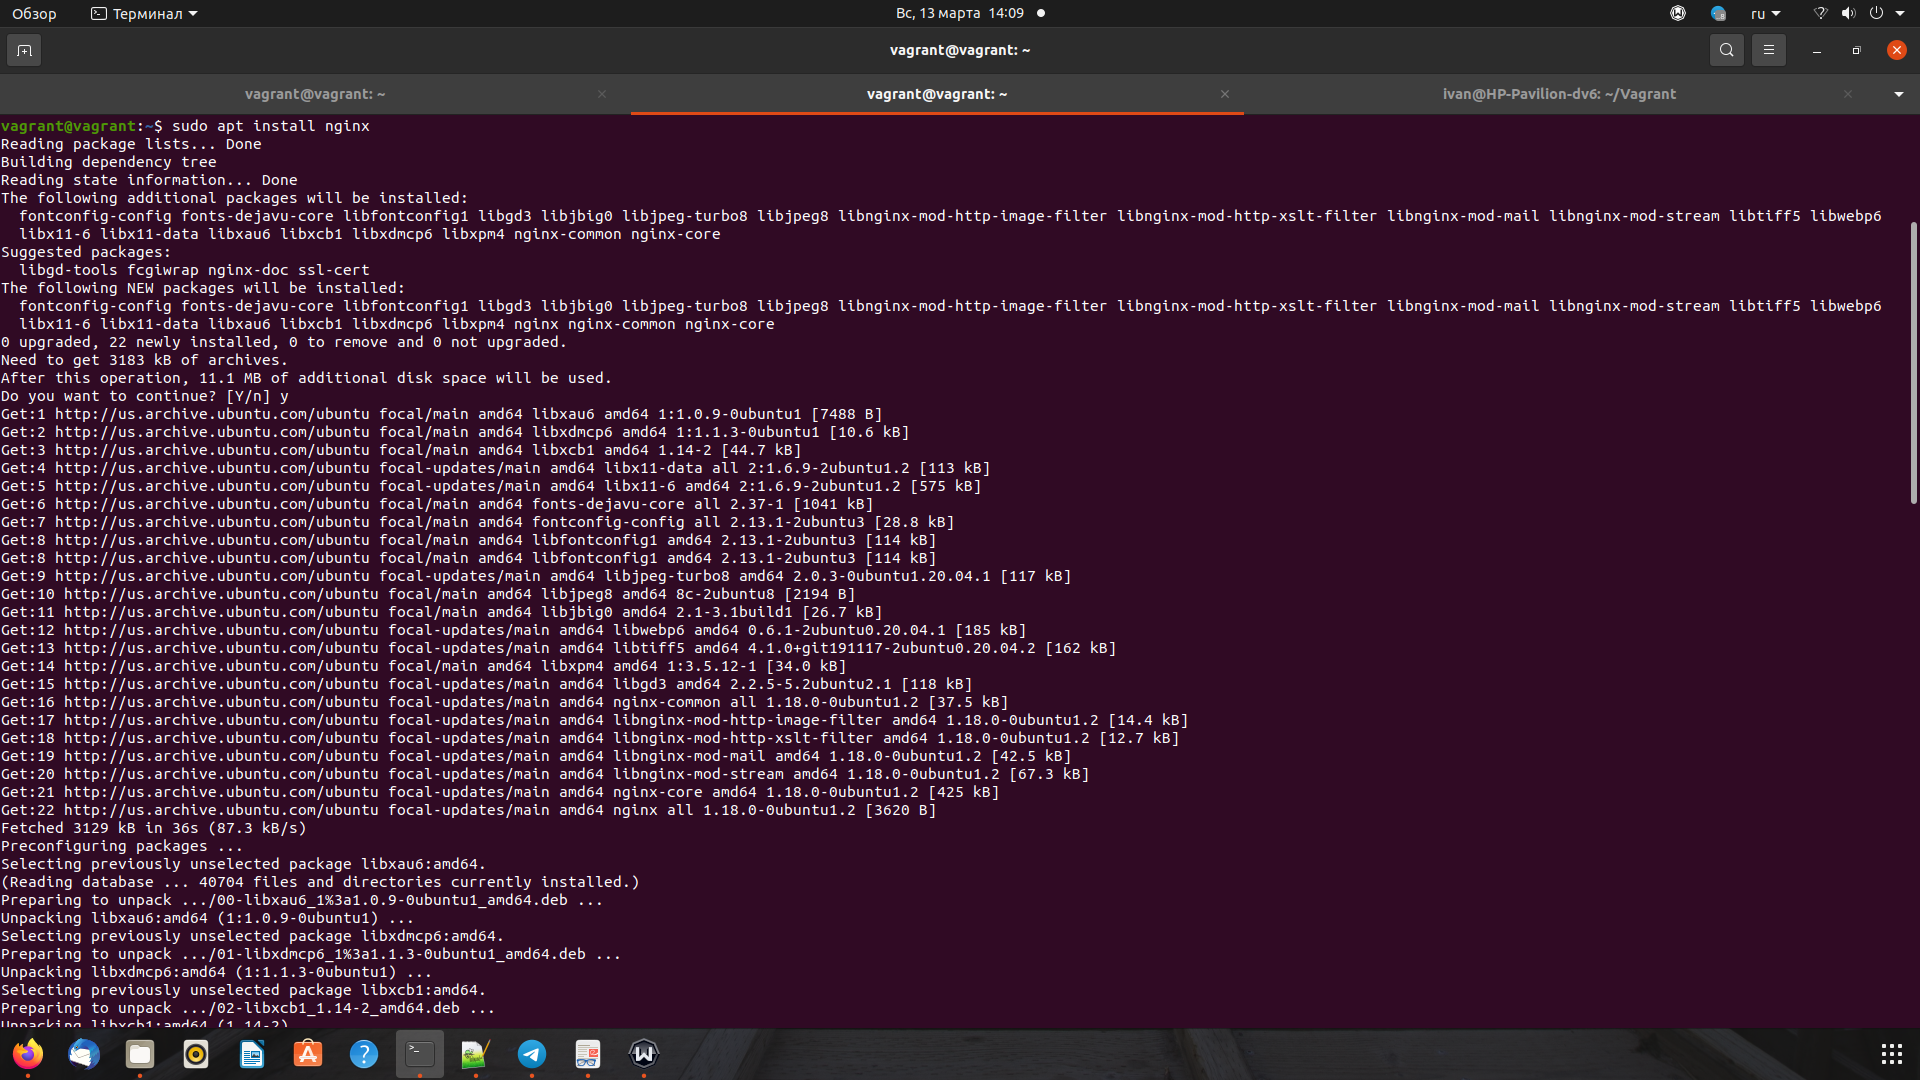 Обзор Терминал Вс, 13 марта 14:09 ru
vagrant@vagrant: ~
vagrant@vagrant: ~ vagrant@vagrant: ~ ivan@HP-Pavilion-dv6: ~/Vagrant
vagrant@vagrant:~$ sudo apt install nginx
Reading package lists... Done
Building dependency tree
Reading state information... Done
The following additional packages will be installed:
  fontconfig-config fonts-dejavu-core libfontconfig1 libgd3 libjbig0 libjpeg-turbo8 libjpeg8 libnginx-mod-http-image-filter libnginx-mod-http-xslt-filter libnginx-mod-mail libnginx-mod-stream libtiff5 libwebp6
  libx11-6 libx11-data libxau6 libxcb1 libxdmcp6 libxpm4 nginx-common nginx-core
Suggested packages:
  libgd-tools fcgiwrap nginx-doc ssl-cert
The following NEW packages will be installed:
  fontconfig-config fonts-dejavu-core libfontconfig1 libgd3 libjbig0 libjpeg-turbo8 libjpeg8 libnginx-mod-http-image-filter libnginx-mod-http-xslt-filter libnginx-mod-mail libnginx-mod-stream libtiff5 libwebp6
  libx11-6 libx11-data libxau6 libxcb1 libxdmcp6 libxpm4 nginx nginx-common nginx-core
0 upgraded, 22 newly installed, 0 to remove and 0 not upgraded.
Need to get 3183 kB of archives.
After this operation, 11.1 MB of additional disk space will be used.
Do you want to continue? [Y/n] y
Get:1 http://us.archive.ubuntu.com/ubuntu focal/main amd64 libxau6 amd64 1:1.0.9-0ubuntu1 [7488 B]
Get:2 http://us.archive.ubuntu.com/ubuntu focal/main amd64 libxdmcp6 amd64 1:1.1.3-0ubuntu1 [10.6 kB]
Get:3 http://us.archive.ubuntu.com/ubuntu focal/main amd64 libxcb1 amd64 1.14-2 [44.7 kB]
Get:4 http://us.archive.ubuntu.com/ubuntu focal-updates/main amd64 libx11-data all 2:1.6.9-2ubuntu1.2 [113 kB]
Get:5 http://us.archive.ubuntu.com/ubuntu focal-updates/main amd64 libx11-6 amd64 2:1.6.9-2ubuntu1.2 [575 kB]
Get:6 http://us.archive.ubuntu.com/ubuntu focal/main amd64 fonts-dejavu-core all 2.37-1 [1041 kB]
Get:7 http://us.archive.ubuntu.com/ubuntu focal/main amd64 fontconfig-config all 2.13.1-2ubuntu3 [28.8 kB]
Get:8 http://us.archive.ubuntu.com/ubuntu focal/main amd64 libfontconfig1 amd64 2.13.1-2ubuntu3 [114 kB]
Get:8 http://us.archive.ubuntu.com/ubuntu focal/main amd64 libfontconfig1 amd64 2.13.1-2ubuntu3 [114 kB]
Get:9 http://us.archive.ubuntu.com/ubuntu focal-updates/main amd64 libjpeg-turbo8 amd64 2.0.3-0ubuntu1.20.04.1 [117 kB]
Get:10 http://us.archive.ubuntu.com/ubuntu focal/main amd64 libjpeg8 amd64 8c-2ubuntu8 [2194 B]
Get:11 http://us.archive.ubuntu.com/ubuntu focal/main amd64 libjbig0 amd64 2.1-3.1build1 [26.7 kB]
Get:12 http://us.archive.ubuntu.com/ubuntu focal-updates/main amd64 libwebp6 amd64 0.6.1-2ubuntu0.20.04.1 [185 kB]
Get:13 http://us.archive.ubuntu.com/ubuntu focal-updates/main amd64 libtiff5 amd64 4.1.0+git191117-2ubuntu0.20.04.2 [162 kB]
Get:14 http://us.archive.ubuntu.com/ubuntu focal/main amd64 libxpm4 amd64 1:3.5.12-1 [34.0 kB]
Get:15 http://us.archive.ubuntu.com/ubuntu focal-updates/main amd64 libgd3 amd64 2.2.5-5.2ubuntu2.1 [118 kB]
Get:16 http://us.archive.ubuntu.com/ubuntu focal-updates/main amd64 nginx-common all 1.18.0-0ubuntu1.2 [37.5 kB]
Get:17 http://us.archive.ubuntu.com/ubuntu focal-updates/main amd64 libnginx-mod-http-image-filter amd64 1.18.0-0ubuntu1.2 [14.4 kB]
Get:18 http://us.archive.ubuntu.com/ubuntu focal-updates/main amd64 libnginx-mod-http-xslt-filter amd64 1.18.0-0ubuntu1.2 [12.7 kB]
Get:19 http://us.archive.ubuntu.com/ubuntu focal-updates/main amd64 libnginx-mod-mail amd64 1.18.0-0ubuntu1.2 [42.5 kB]
Get:20 http://us.archive.ubuntu.com/ubuntu focal-updates/main amd64 libnginx-mod-stream amd64 1.18.0-0ubuntu1.2 [67.3 kB]
Get:21 http://us.archive.ubuntu.com/ubuntu focal-updates/main amd64 nginx-core amd64 1.18.0-0ubuntu1.2 [425 kB]
Get:22 http://us.archive.ubuntu.com/ubuntu focal-updates/main amd64 nginx all 1.18.0-0ubuntu1.2 [3620 B]
Fetched 3129 kB in 36s (87.3 kB/s)
Preconfiguring packages ...
Selecting previously unselected package libxau6:amd64.
(Reading database ... 40704 files and directories currently installed.)
Preparing to unpack .../00-libxau6_1%3a1.0.9-0ubuntu1_amd64.deb ...
Unpacking libxau6:amd64 (1:1.0.9-0ubuntu1) ...
Selecting previously unselected package libxdmcp6:amd64.
Preparing to unpack .../01-libxdmcp6_1%3a1.1.3-0ubuntu1_amd64.deb ...
Unpacking libxdmcp6:amd64 (1:1.1.3-0ubuntu1) ...
Selecting previously unselected package libxcb1:amd64.
Preparing to unpack .../02-libxcb1_1.14-2_amd64.deb ...
Unpacking libxcb1:amd64 (1.14-2)